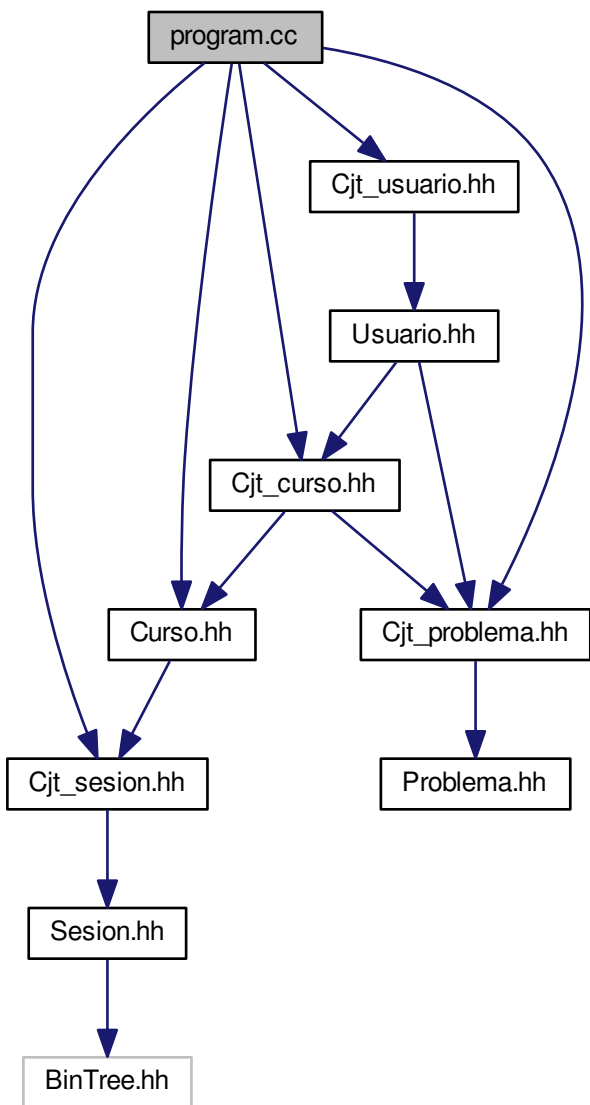 program.cc
Cjt_usuario.hh
Usuario.hh
Cjt_curso.hh
Curso.hh
Cjt_problema.hh
Cjt_sesion.hh
Problema.hh
Sesion.hh
BinTree.hh